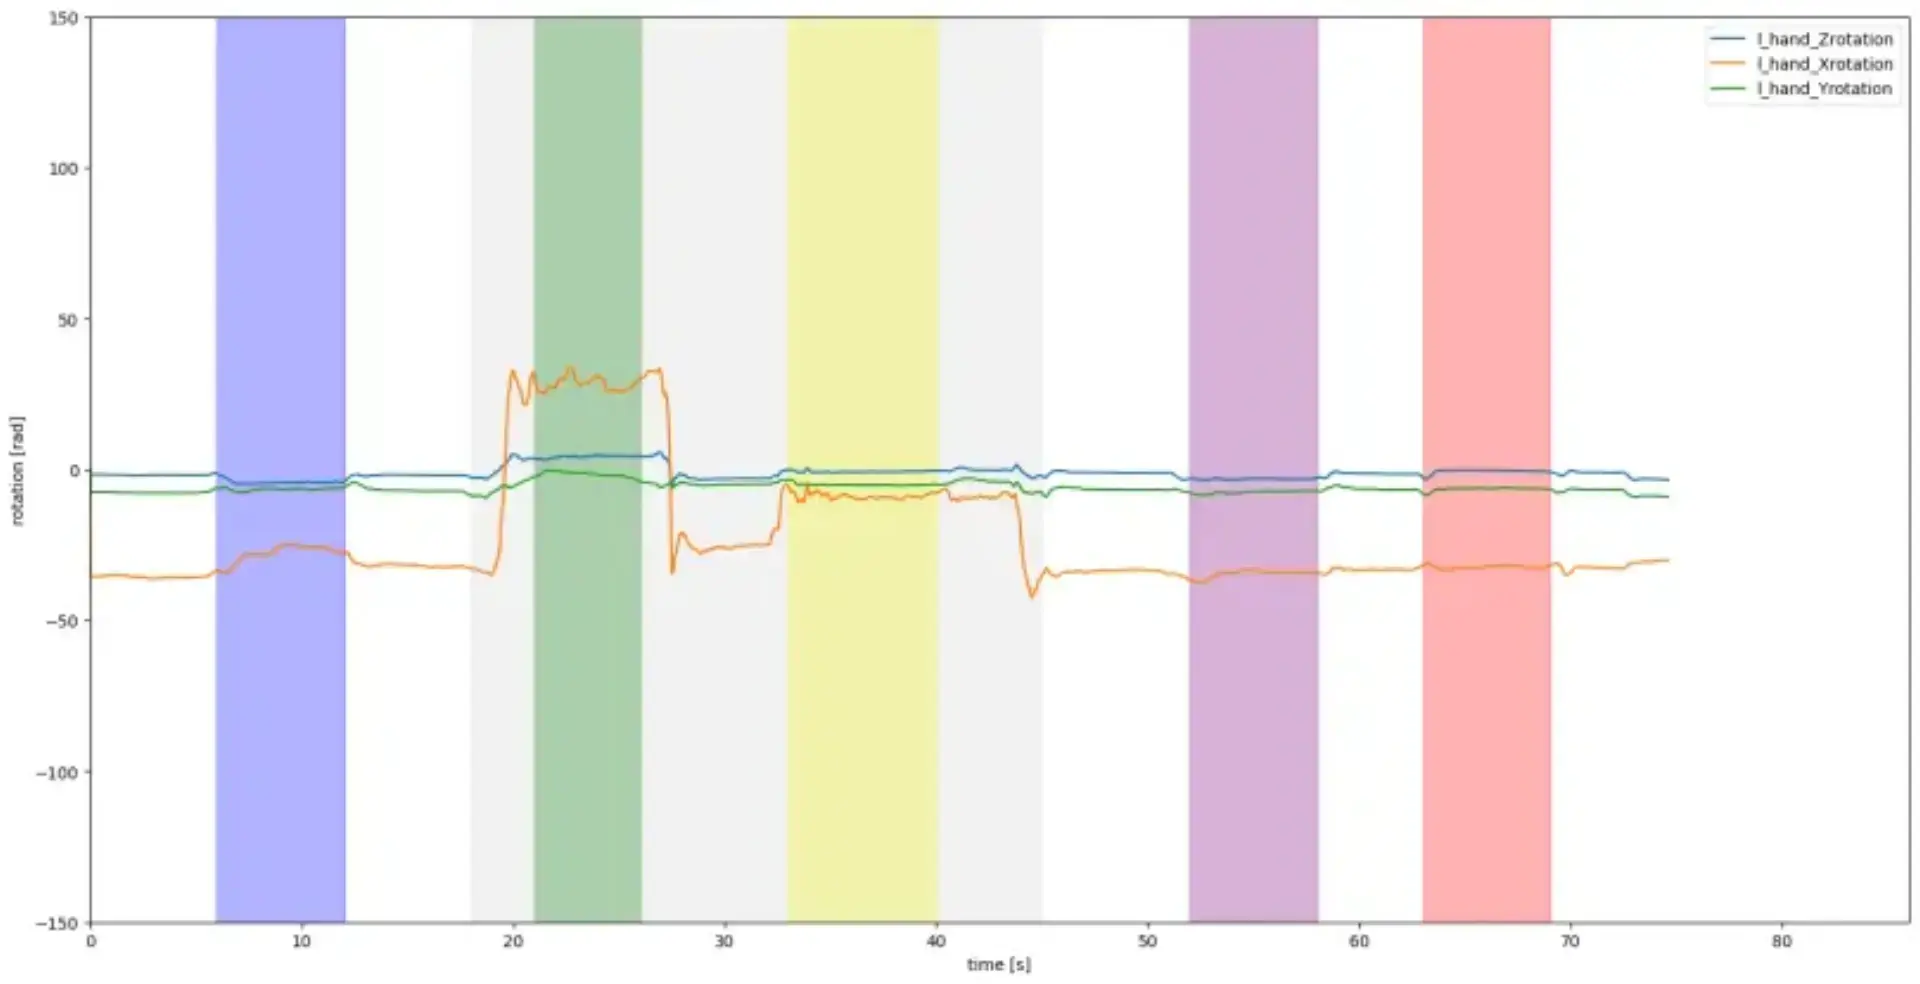 150
100
50
0
−50
−100
−150
rotation [rad]
0 10 20 30 40 50 60 70 80
time [s]
l_hand_Zrotation
l_hand_Xrotation
l_hand_Yrotation